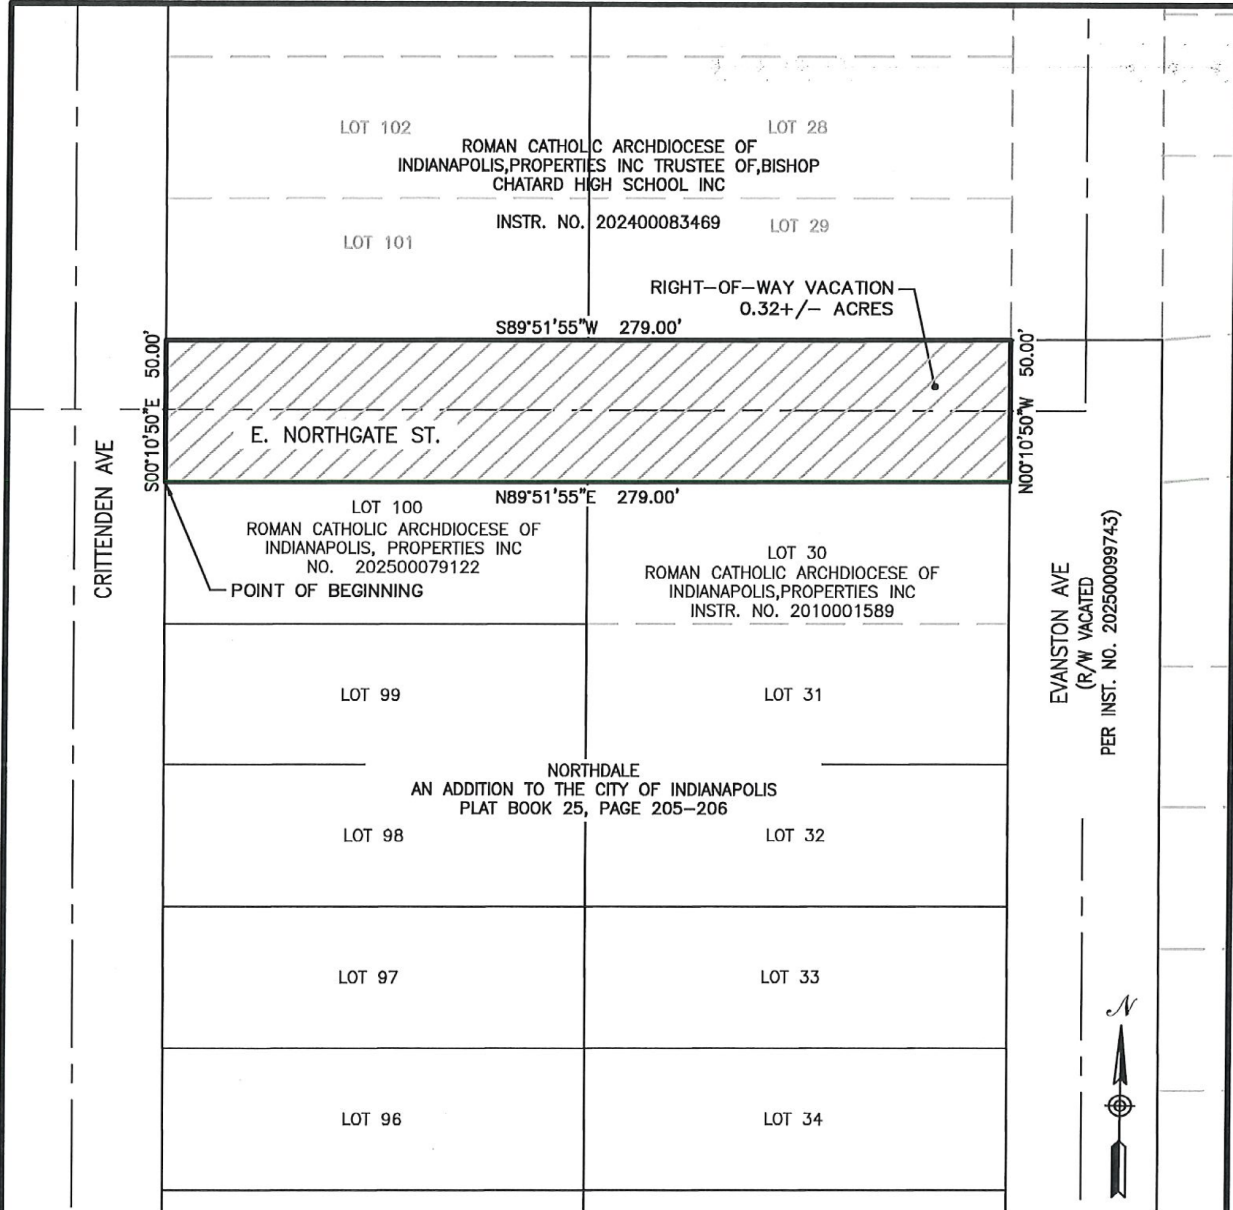 LOT 102
LOT 28
ROMAN CATHOLIC ARCHDIOCESE OF
INDIANAPOLIS,PROPERTIES INC TRUSTEE OF,BISHOP
CHATARD HIGH SCHOOL INC
INSTR. NO. 202400083469
LOT 29
LOT 101
RIGHT-OF-WAY VACATION
0.32+/- ACRES
S89°51'55"W 279.00'
50.00'
S00°10'50"E
50.00'
N00°10'50"W
E. NORTHGATE ST.
N89°51'55"E 279.00'
CRITTENDEN AVE
LOT 100
ROMAN CATHOLIC ARCHDIOCESE OF
INDIANAPOLIS, PROPERTIES INC
NO. 202500079122
POINT OF BEGINNING
LOT 30
ROMAN CATHOLIC ARCHDIOCESE OF
INDIANAPOLIS,PROPERTIES INC
INSTR. NO. 2010001589
EVANSTON AVE
(R/W VACATED
PER INST. NO. 202500099743)
LOT 99
LOT 31
NORTHDALE
AN ADDITION TO THE CITY OF INDIANAPOLIS
PLAT BOOK 25, PAGE 205-206
LOT 98
LOT 32
LOT 97
LOT 33
N
LOT 96
LOT 34